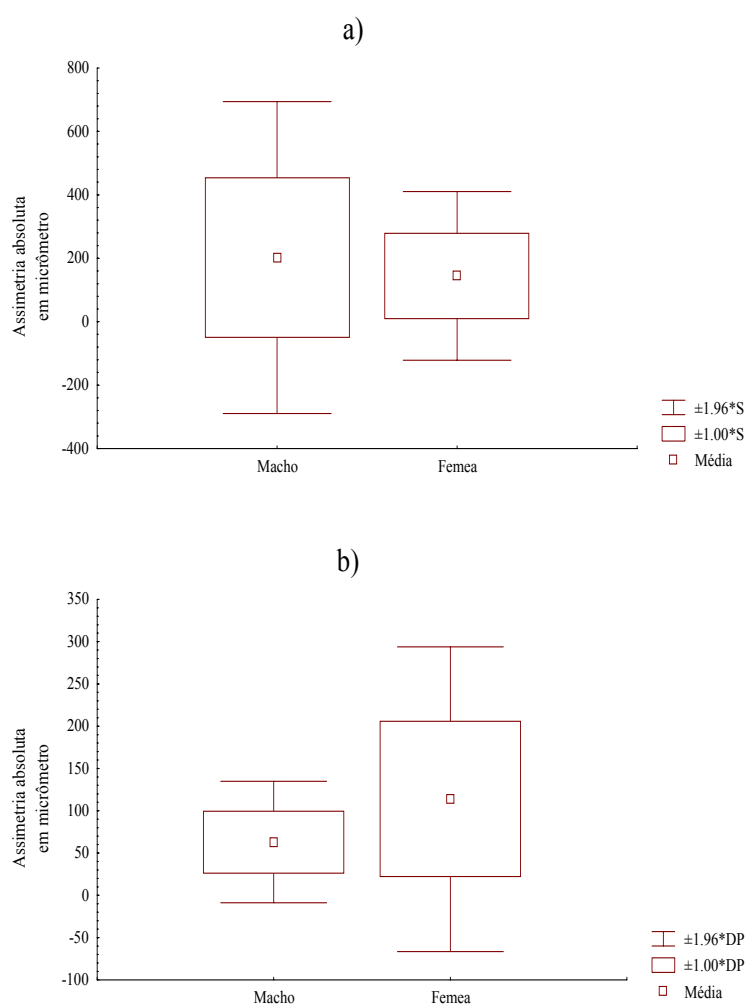 a)
Assimetria absoluta
em micrômetro
800
600
400
200
0
-200
-400
Macho
Femea
±1.96*S
±1.00*S
Média
b)
Assimetria absoluta
em micrômetro
350
300
250
200
150
100
50
0
-50
-100
Macho
Femea
±1.96*DP
±1.00*DP
Média